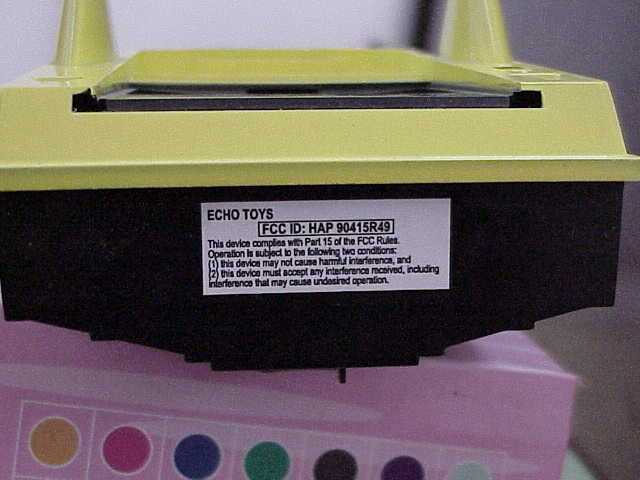 ECHO TOYS
FCC ID: HAP 90415R49
This device complies with Part 15 of the FCC Rules.
Operation is subject to the following two conditions:
(1) this device may not cause harmful interference, and
(2) this device must accept any interference received, including
interference that may cause undesired operation.